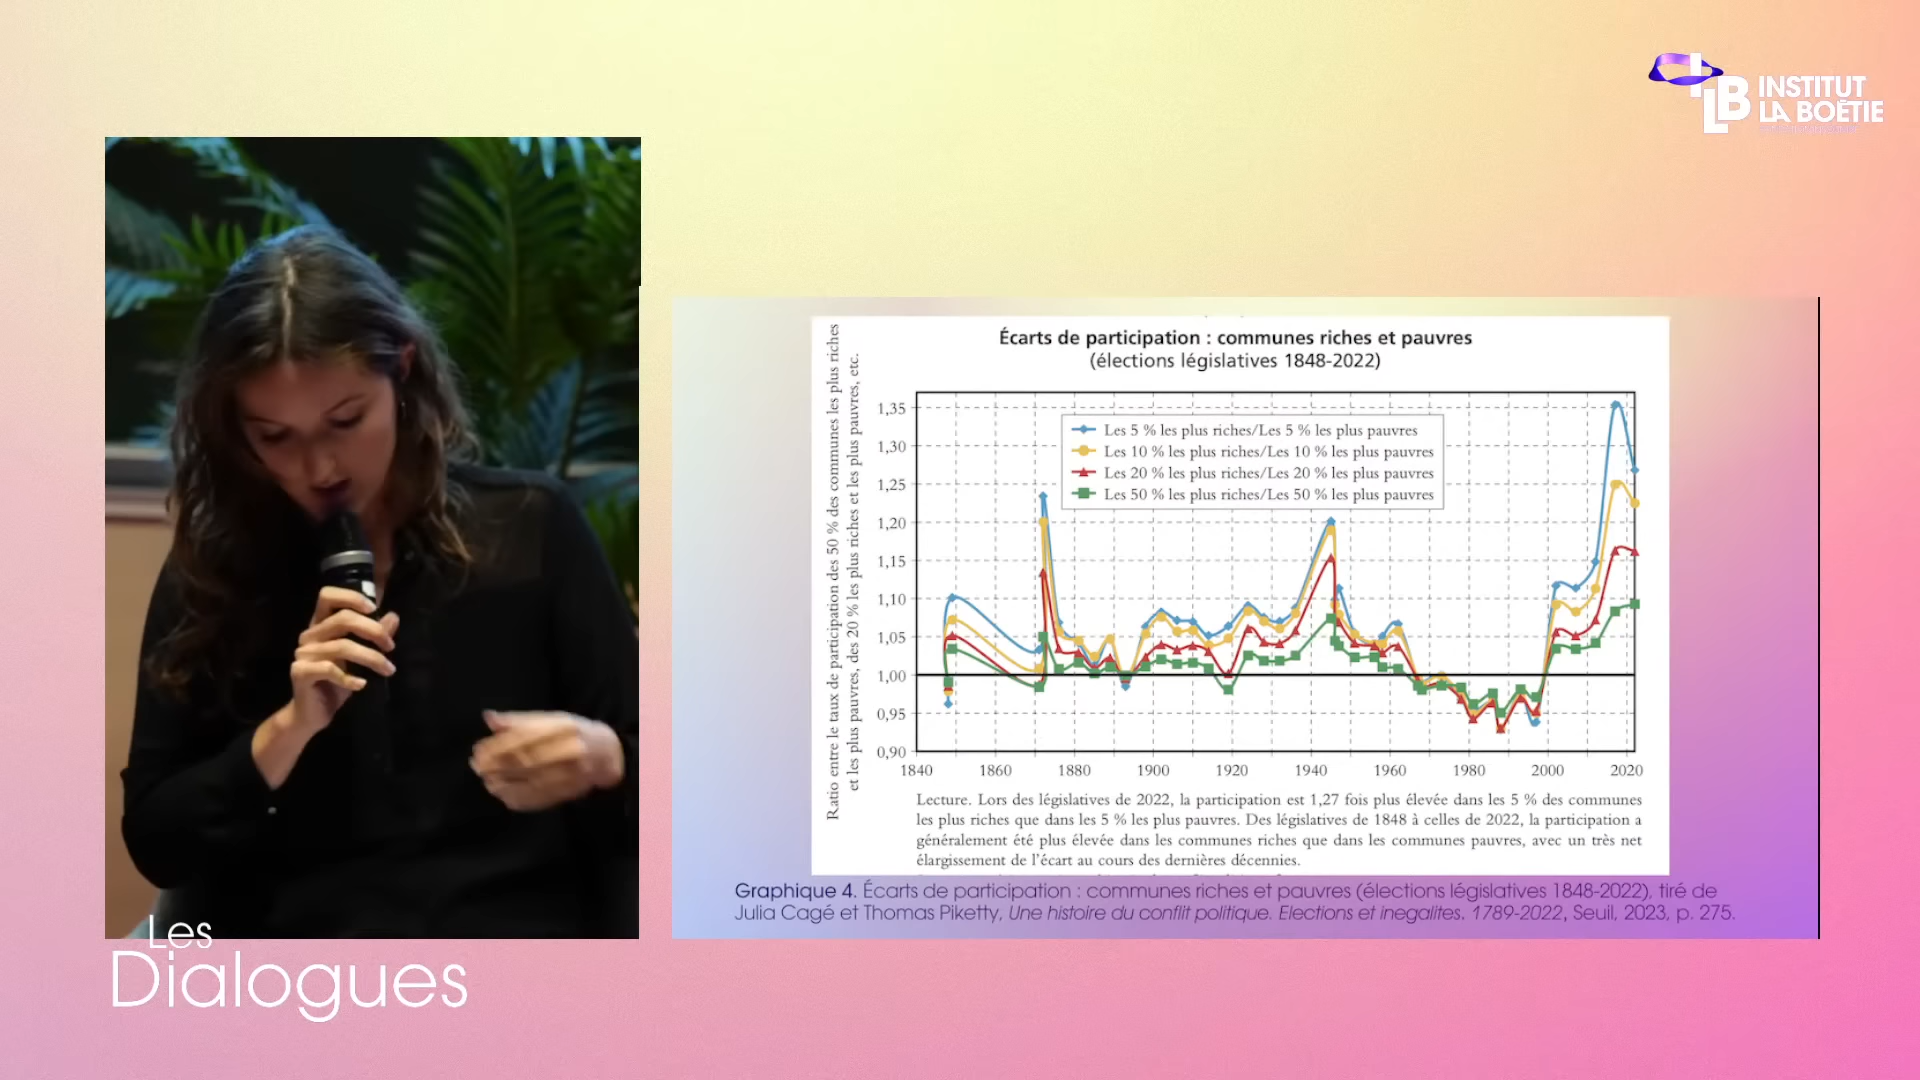 INSTITUT
LA BOÉTIE
Écarts de participation : communes riches et pauvres
(élections législatives 1848-2022)
Ratio entre le taux de participation des 50 % des communes les plus riches
et les plus pauvres, des 20 % les plus riches et les plus pauvres, etc.
1,35
1,30
1,25
1,20
1,15
1,10
1,05
1,00
0,95
0,90
Les 5 % les plus riches/Les 5 % les plus pauvres
Les 10 % les plus riches/Les 10 % les plus pauvres
Les 20 % les plus riches/Les 20 % les plus pauvres
Les 50 % les plus riches/Les 50 % les plus pauvres
1840 1860 1880 1900 1920 1940 1960 1980 2000 2020
Lecture. Lors des législatives de 2022, la participation est 1,27 fois plus élevée dans les 5 % des communes
les plus riches que dans les 5 % les plus pauvres. Des législatives de 1848 à celles de 2022, la participation a
généralement été plus élevée dans les communes riches que dans les communes pauvres, avec un très net
élargissement de l'écart au cours des dernières décennies.
Graphique 4. Écarts de participation : communes riches et pauvres (élections législatives 1848-2022), tiré de
Julia Cagé et Thomas Piketty, Une histoire du conflit politique. Elections et inegalites. 1789-2022, Seuil, 2023, p. 275.
Les
Dialogues